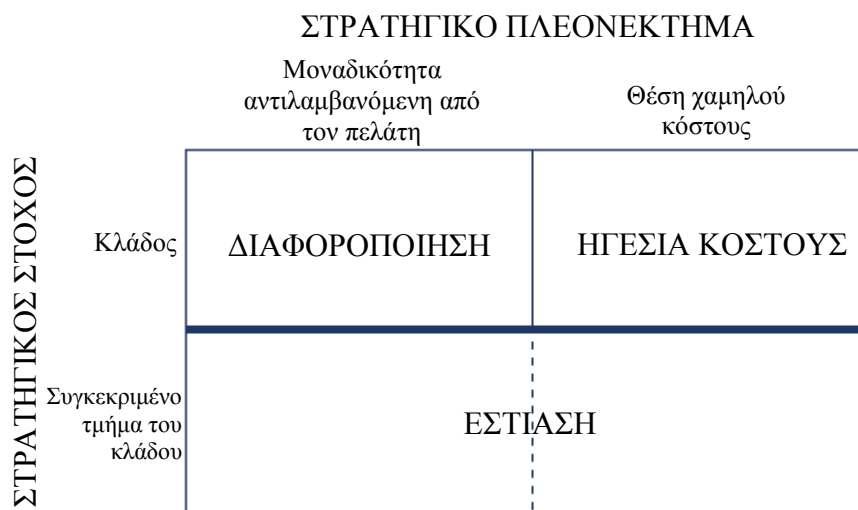 ΣΤΡΑΤΗΓΙΚΟ ΠΛΕΟΝΕΚΤΗΜΑ
Μοναδικότητα
αντιλαμβανόμενη από
τον πελάτη
Θέση χαμηλού
κόστους
ΣΤΡΑΤΗΓΙΚΟΣ ΣΤΟΧΟΣ
Κλάδος
ΔΙΑΦΟΡΟΠΟΙΗΣΗ
ΗΓΕΣΙΑ ΚΟΣΤΟΥΣ
Συγκεκριμένο
τμήμα του
κλάδου
ΕΣΤΙΑΣΗ